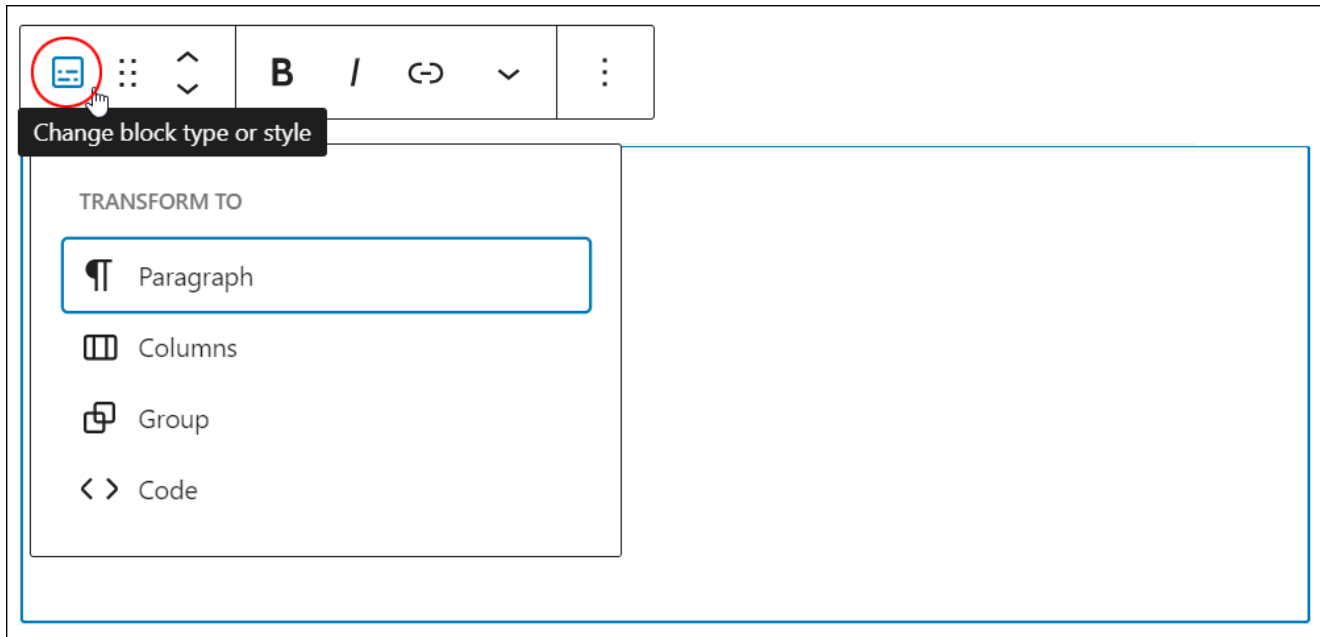 B I
Change block type or style
TRANSFORM TO
Paragraph
Columns
Group
Code